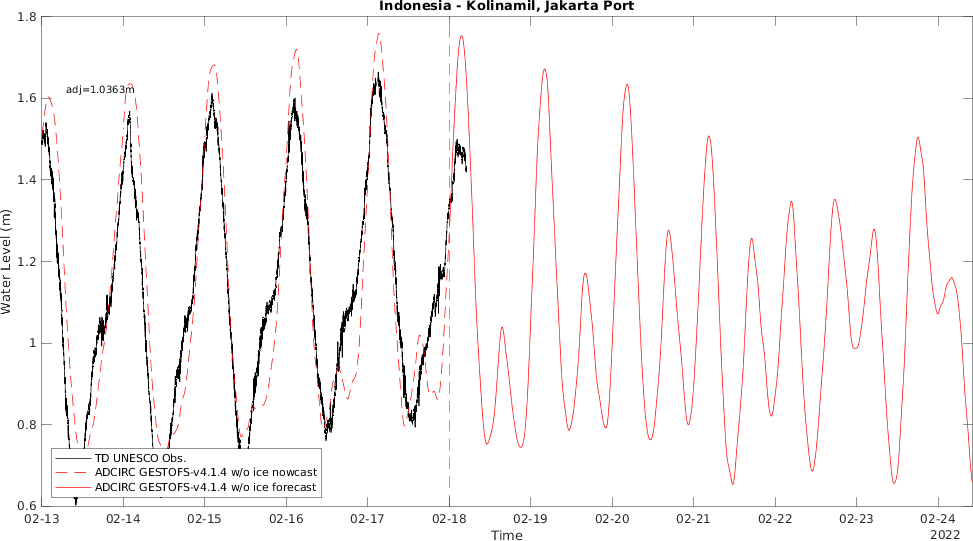 Indonesia - Kolinamil, Jakarta Port
1.8
1.6
1.4
1.2
1
0.8
0.6
Water Level (m)
adj=1.0363m
TD UNESCO Obs.
ADCIRC GESTOFS-v4.1.4 w/o ice nowcast
ADCIRC GESTOFS-v4.1.4 w/o ice forecast
02-13 02-14 02-15 02-16 02-17 02-18 02-19 02-20 02-21 02-22 02-23 02-24
2022
Time